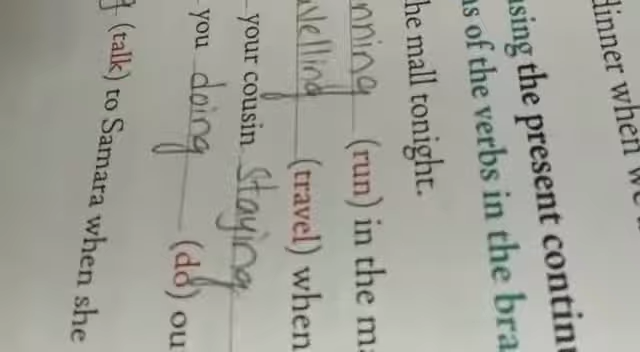 dinner when we
using the present continu
ns of the verbs in the bra
he mall tonight.
nning (run) in the ma
velling (travel) when
your cousin staying
you doing (do) ou
g (talk) to Samara when she